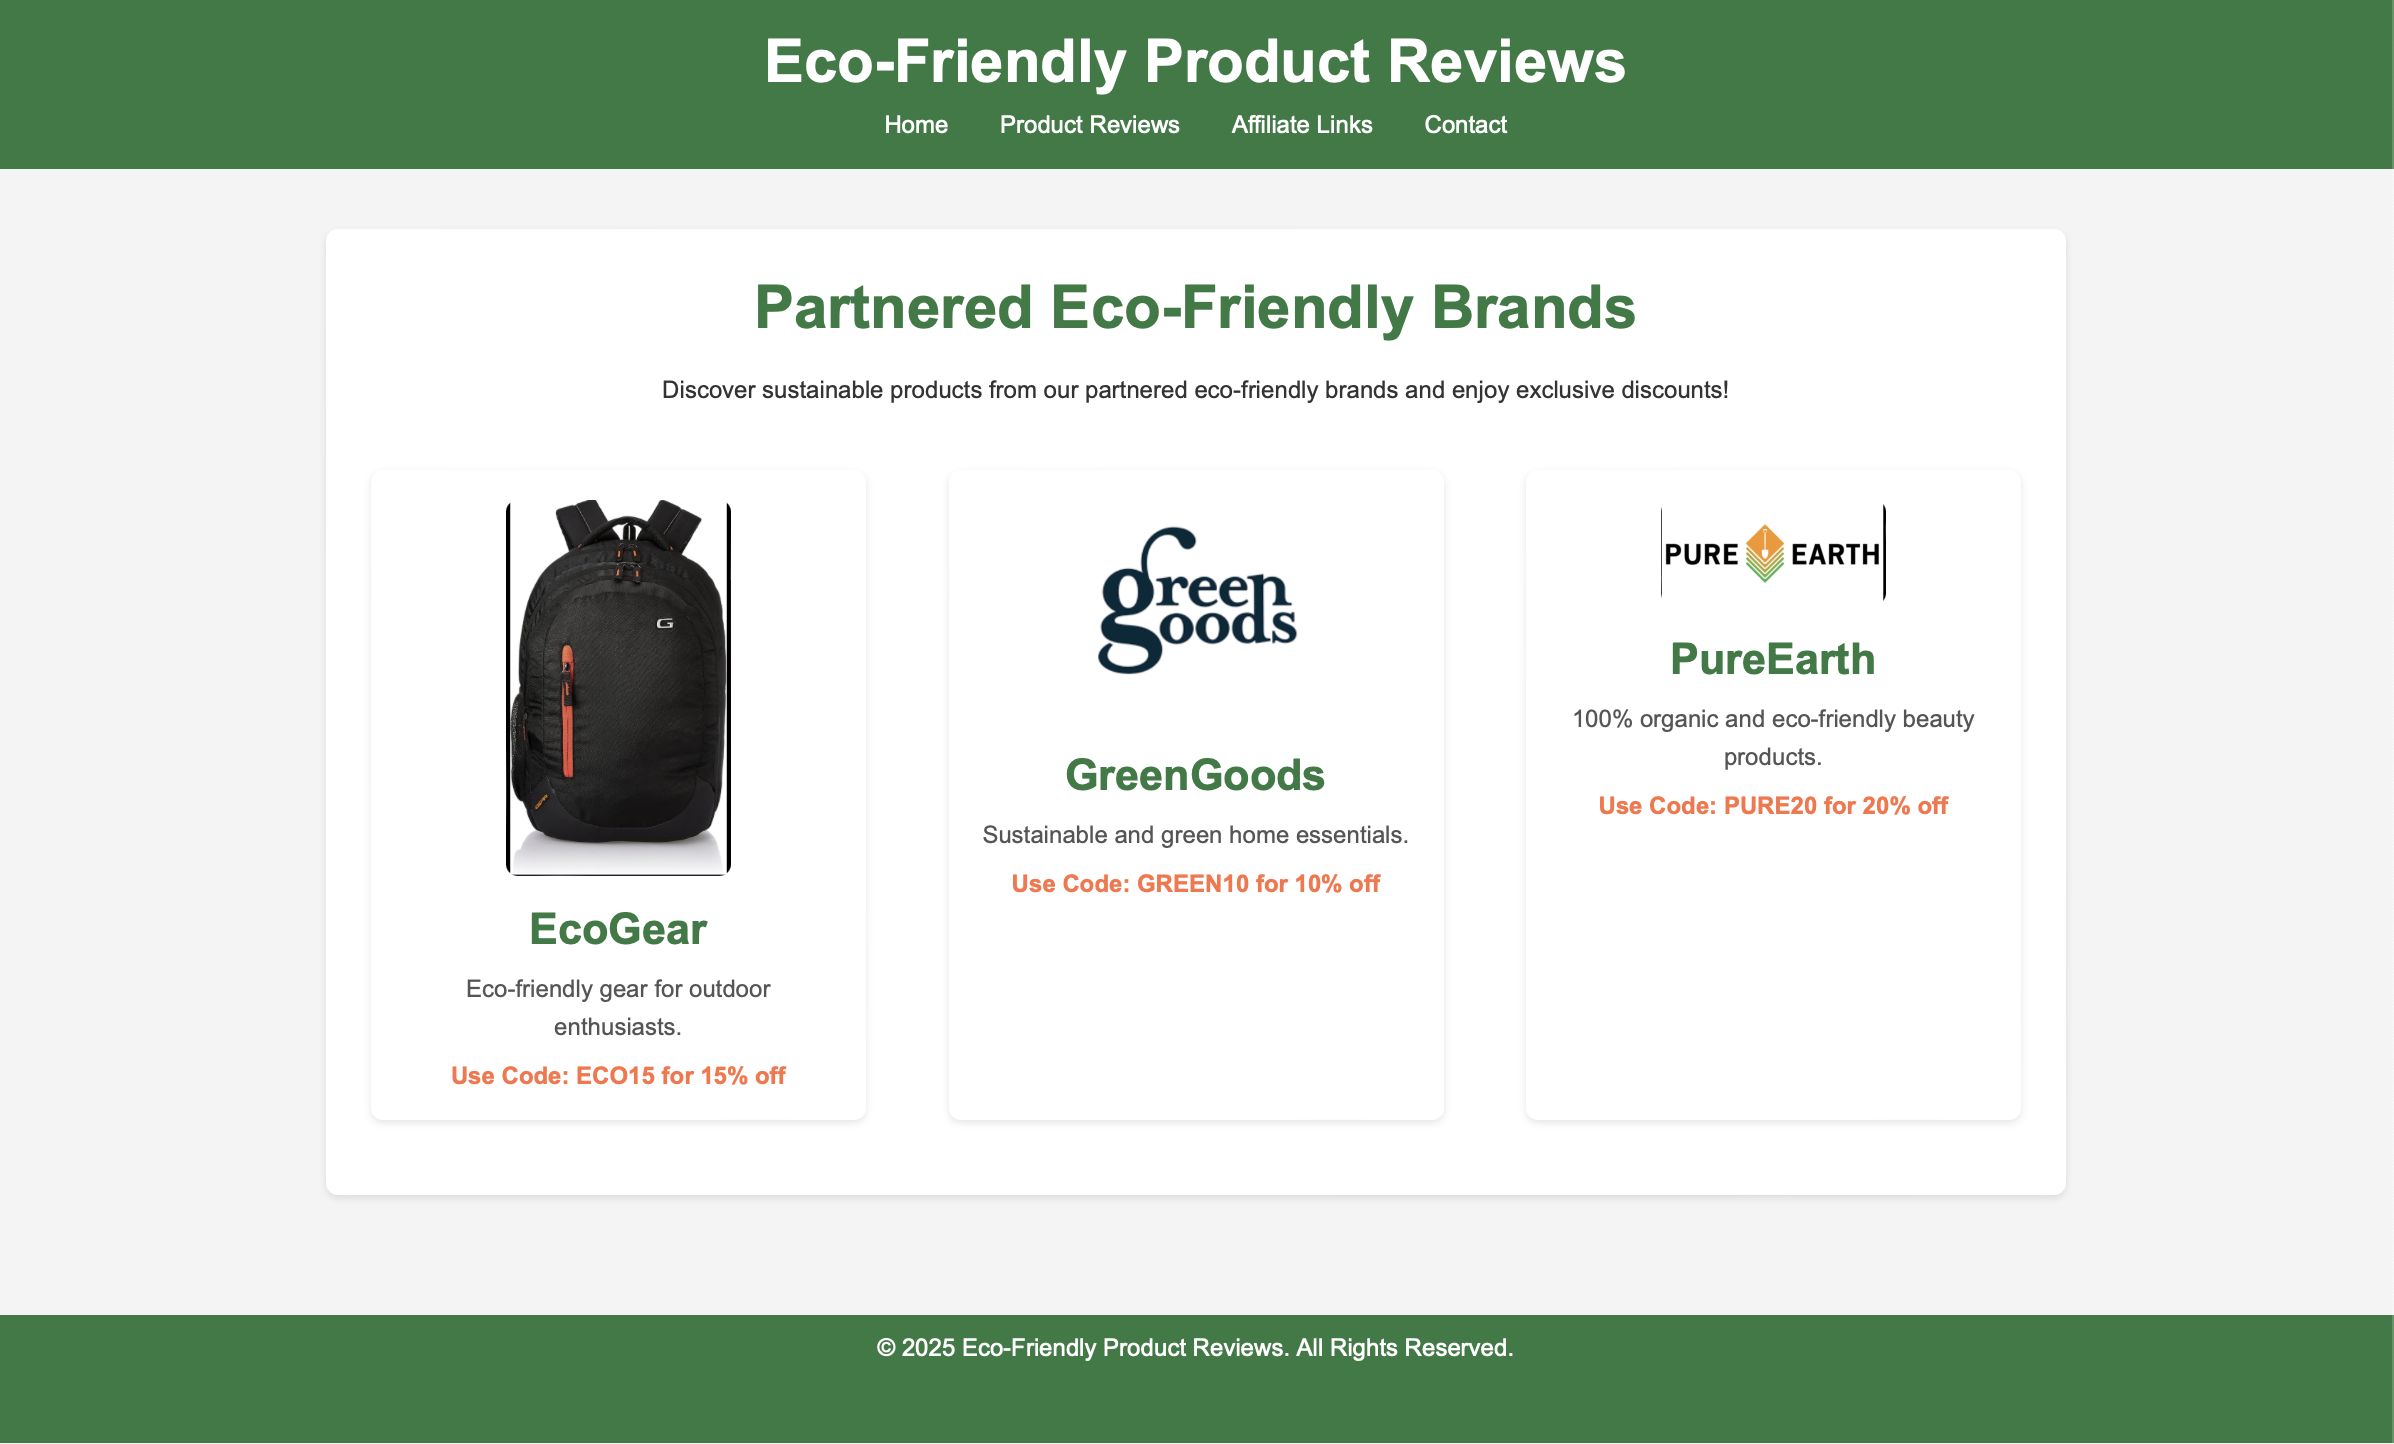 Eco-Friendly Product Reviews
Home Product Reviews Affiliate Links Contact
Partnered Eco-Friendly Brands
Discover sustainable products from our partnered eco-friendly brands and enjoy exclusive discounts!
G
EcoGear
Eco-friendly gear for outdoor
enthusiasts.
Use Code: ECO15 for 15% off
green
goods
GreenGoods
Sustainable and green home essentials.
Use Code: GREEN10 for 10% off
PURE EARTH
PureEarth
100% organic and eco-friendly beauty
products.
Use Code: PURE20 for 20% off
© 2025 Eco-Friendly Product Reviews. All Rights Reserved.